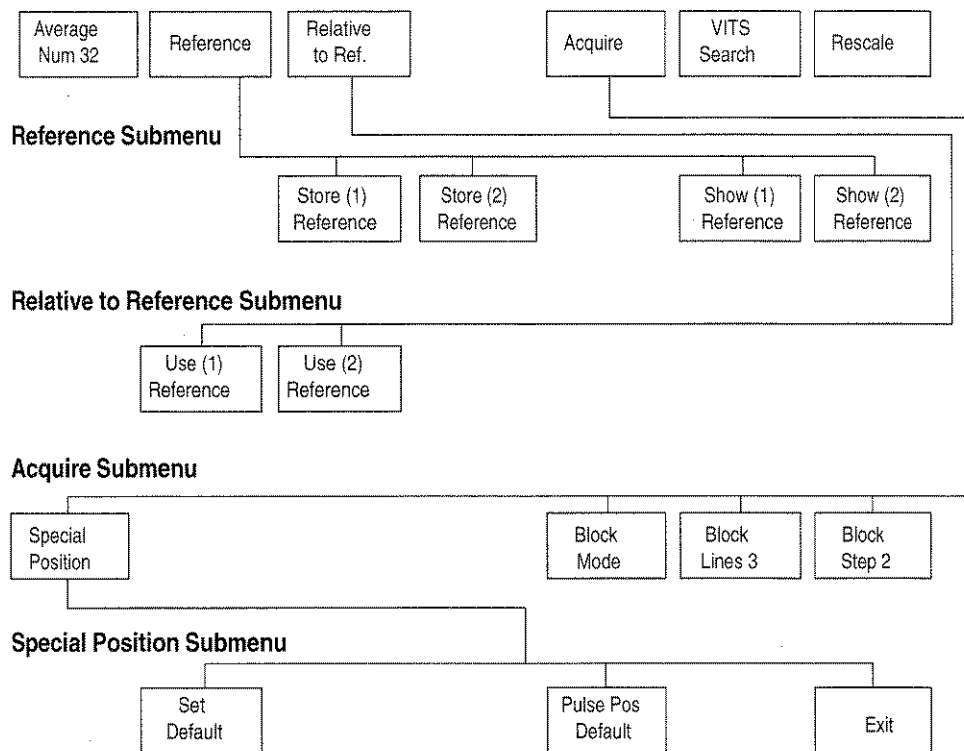 Average
Num 32
Reference
Relative
to Ref.
Acquire
VITS
Search
Rescale
Reference Submenu
Store (1)
Reference
Store (2)
Reference
Show (1)
Reference
Show (2)
Reference
Relative to Reference Submenu
Use (1)
Reference
Use (2)
Reference
Acquire Submenu
Special
Position
Block
Mode
Block
Lines 3
Block
Step 2
Special Position Submenu
Set
Default
Pulse Pos
Default
Exit